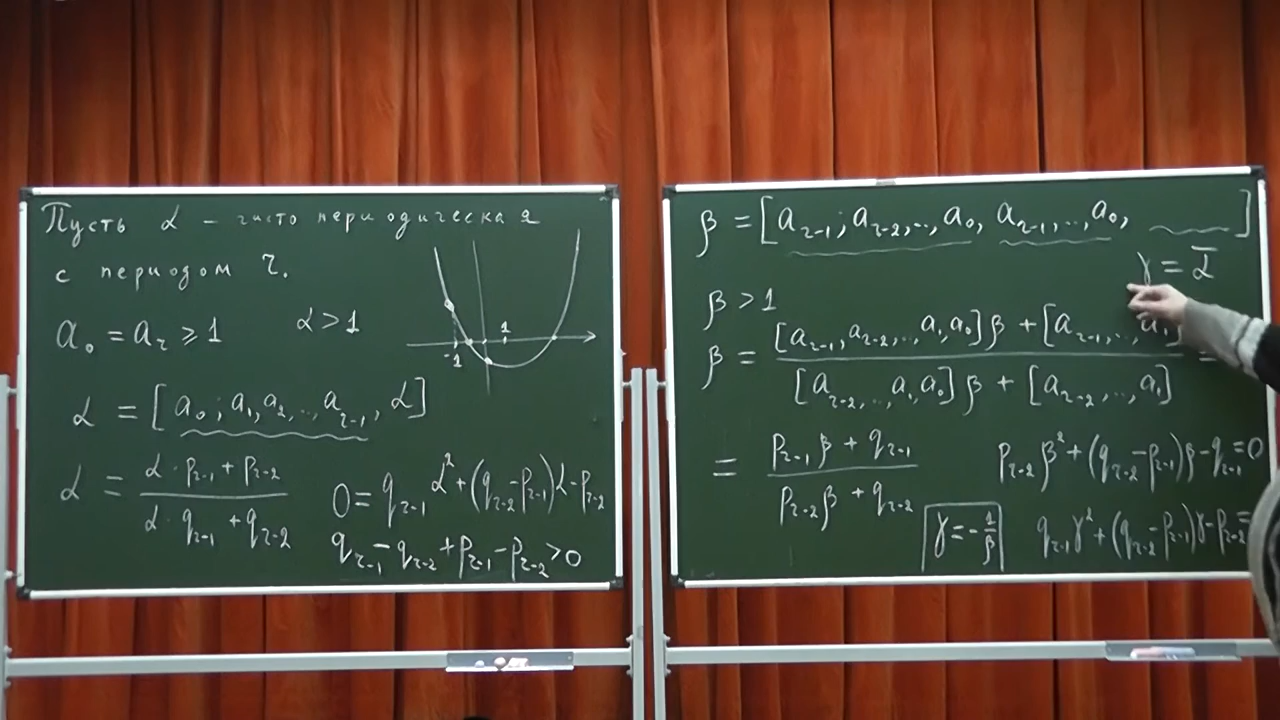 Пусть α – чисто периодическая
с периодом r.
a₀ = a_r ⩾ 1   α > 1
1
-1
α = [a₀; a₁, a₂, .., a_{r-1}, α]
α = (α · p_{r-1} + p_{r-2}) / (α · q_{r-1} + q_{r-2})
0 = q_{r-1} α² + (q_{r-2} - p_{r-1}) α - p_{r-2}
q_{r-1} - q_{r-2} + p_{r-1} - p_{r-2} > 0
β = [a_{r-1}; a_{r-2}, .., a₀, a_{r-1}, .., a₀, ]
γ = ᾱ
β > 1
β = ([a_{r-1}, a_{r-2}, .., a₁, a₀] β + [a_{r-1}, .., a₁]) / ([a_{r-2}, .., a₁, a₀] β + [a_{r-2}, .., a₁]) =
= (p_{r-1} β + q_{r-1}) / (p_{r-2} β + q_{r-2})
p_{r-2} β² + (q_{r-2} - p_{r-1}) β - q_{r-1} = 0
γ = - 1/β
q_{r-1} γ² + (q_{r-2} - p_{r-1}) γ - p_{r-2} =